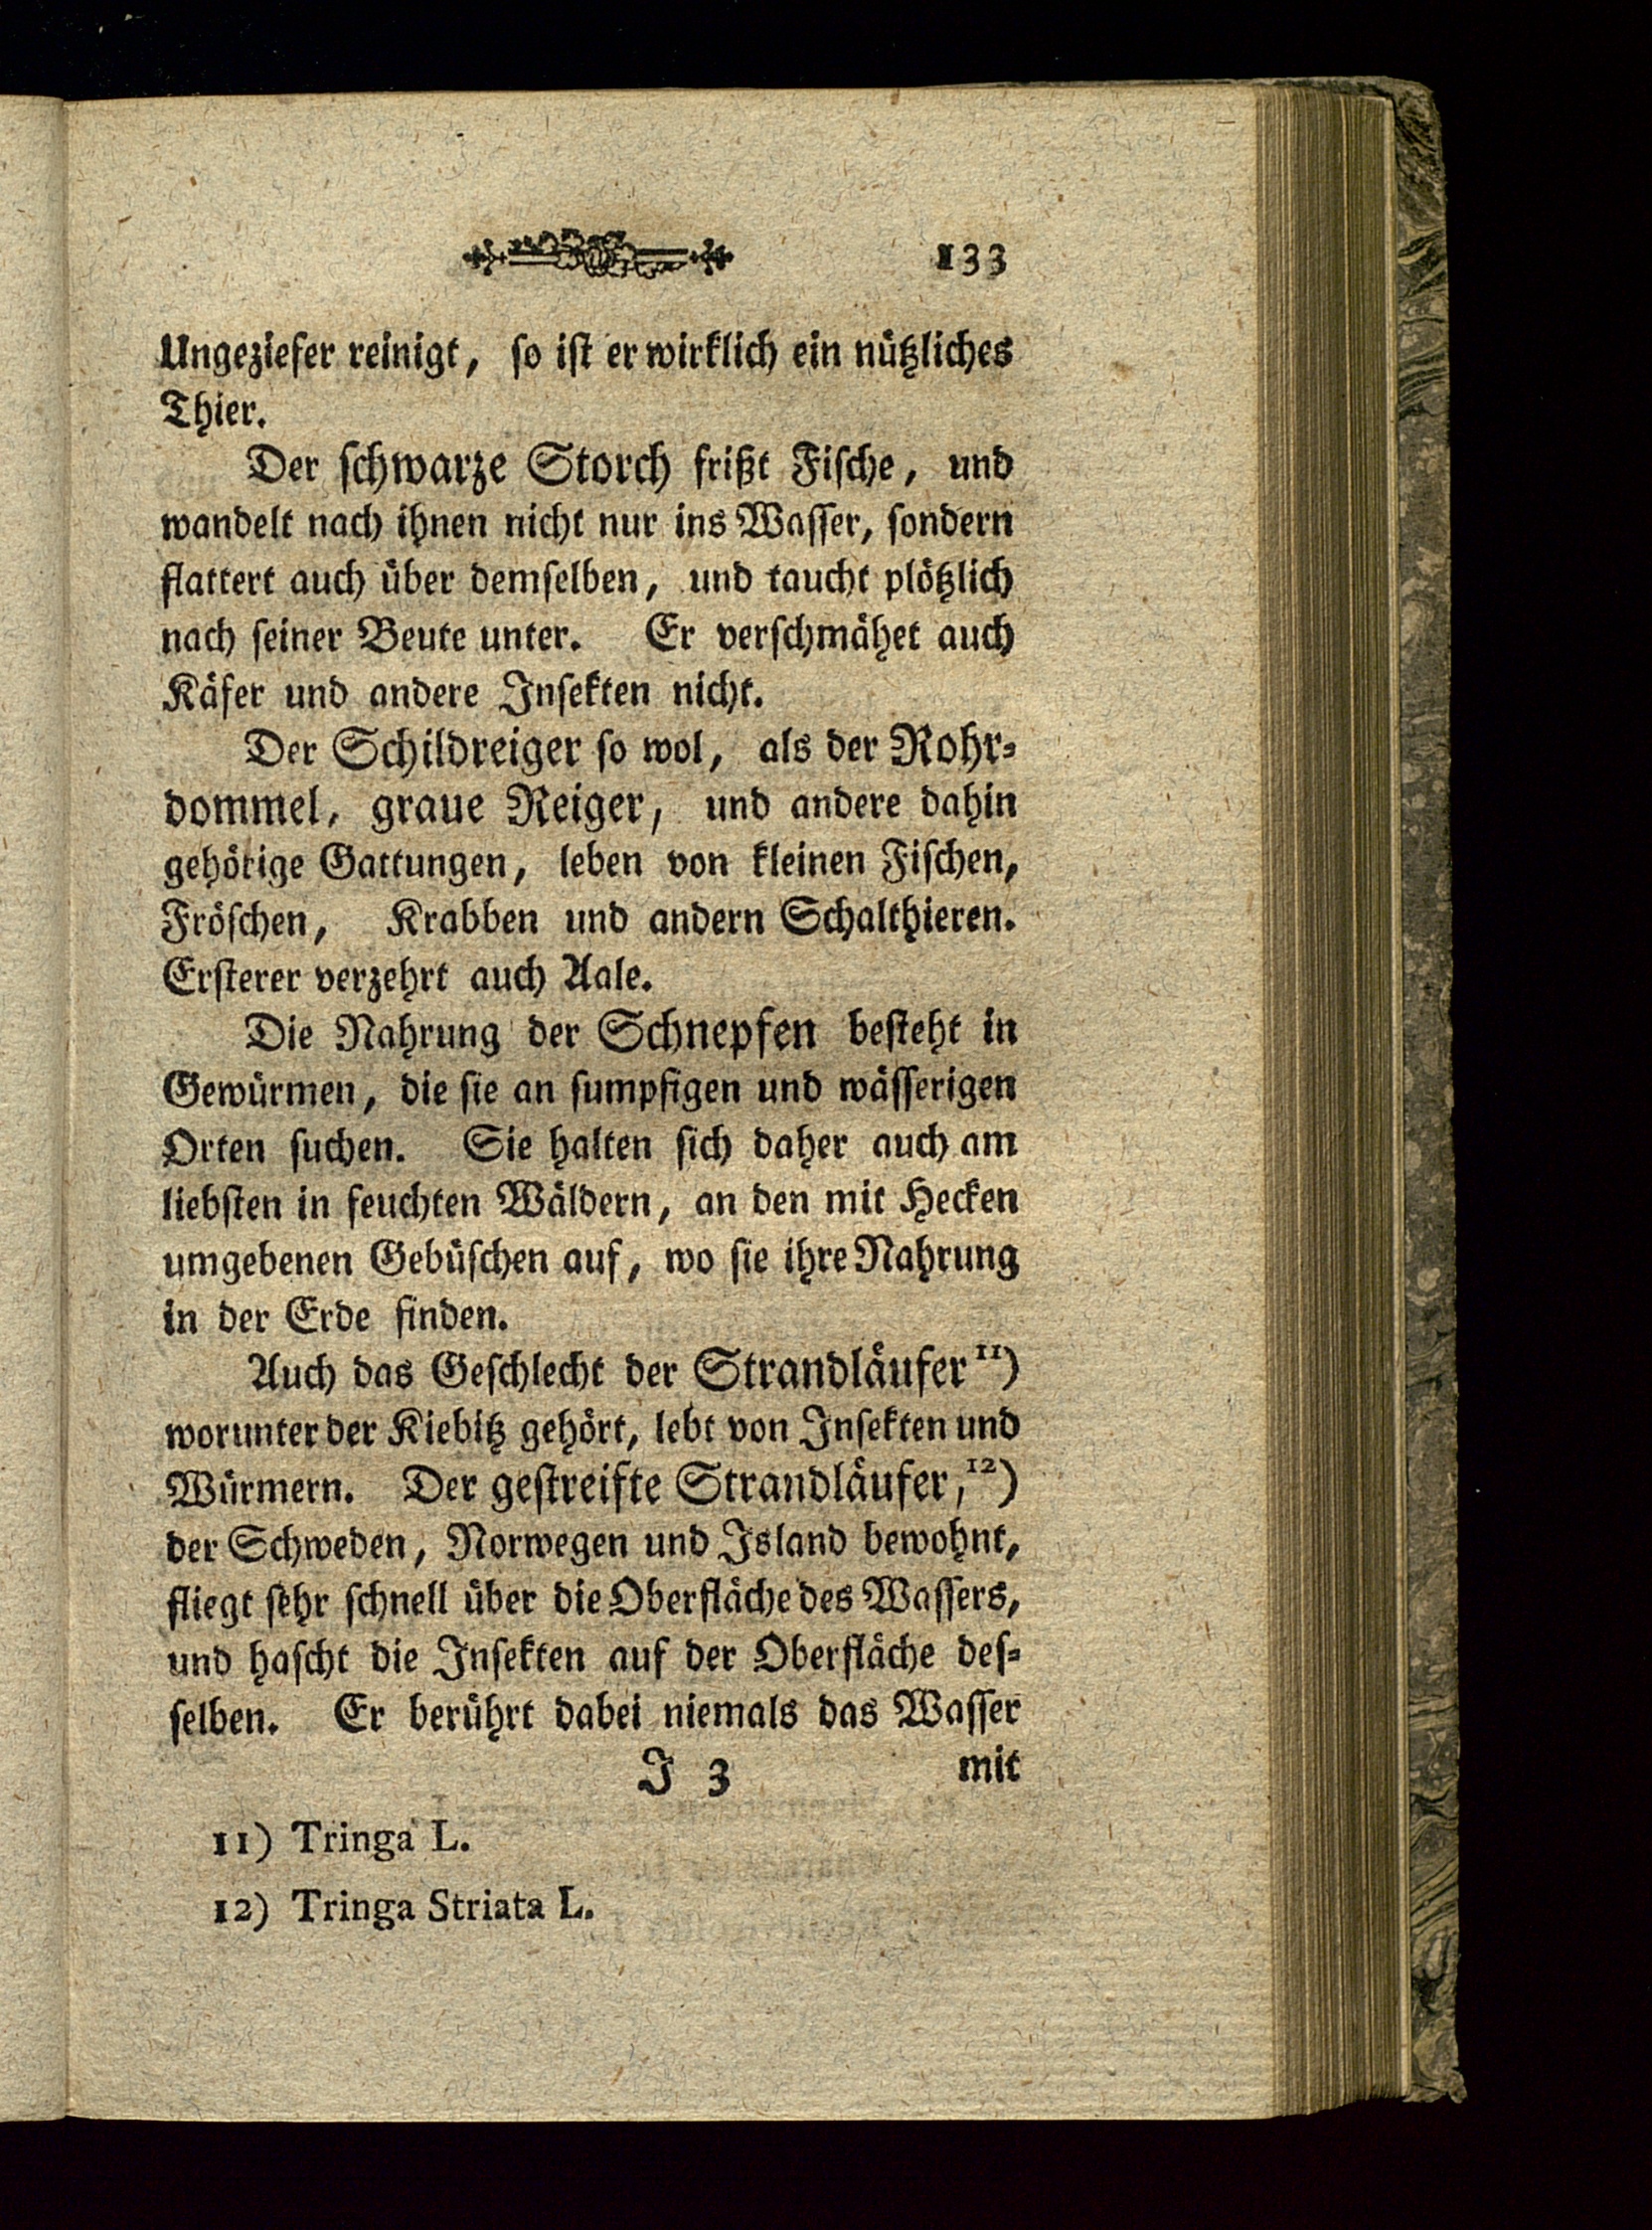 133
Ungeziefer reinigt, ſo iſt er wirklich ein nützliches
Thier.
Der ſchwarze Storch frißt Fiſche, und
wandelt nach ihnen nicht nur ins Waſſer, ſondern
flattert auch über demſelben, und taucht plötzlich
nach ſeiner Beute unter. Er verſchmähet auch
Käfer und andere Inſekten nicht.
Der Schildreiger ſo wol, als der Rohr-
dommel, graue Reiger, und andere dahin
gehörige Gattungen, leben von kleinen Fiſchen,
Fröſchen, Krabben und andern Schalthieren.
Erſterer verzehrt auch Aale.
Die Nahrung der Schnepfen beſteht in
Gewürmen, die ſie an ſumpfigen und wäſſerigen
Orten ſuchen. Sie halten ſich daher auch am
liebſten in feuchten Wäldern, an den mit Hecken
umgebenen Gebüſchen auf, wo ſie ihre Nahrung
in der Erde finden.
Auch das Geſchlecht der Strandläufer 11)
worunter der Kiebitz gehört, lebt von Inſekten und
Würmern. Der geſtreifte Strandläufer, 12)
der Schweden, Norwegen und Island bewohnt,
fliegt ſehr ſchnell über die Oberfläche des Waſſers,
und haſcht die Inſekten auf der Oberfläche deſ-
ſelben. Er berührt dabei niemals das Waſſer
J 3 mit
11) Tringa L.
12) Tringa Striata L.